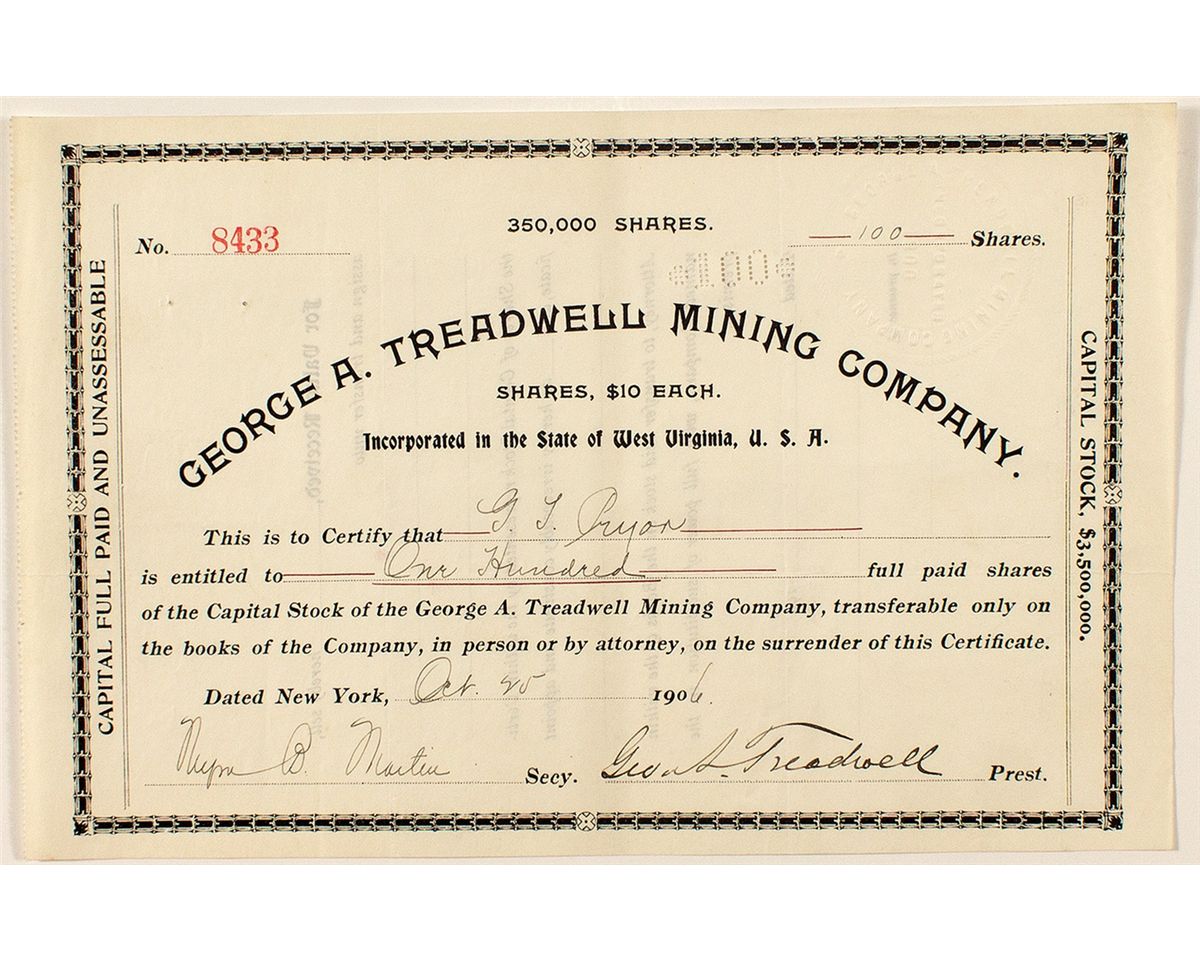 350,000 SHARES.
No. 8433
100 Shares.
*100*
GEORGE A. TREADWELL MINING COMPANY.
SHARES, $10 EACH.
Incorporated in the State of West Virginia, U. S. A.
This is to Certify that G. T. Pryor
is entitled to One Hundred full paid shares
of the Capital Stock of the George A. Treadwell Mining Company, transferable only on
the books of the Company, in person or by attorney, on the surrender of this Certificate.
Dated New York, Oct. 25 1906.
B. Martin Secy. Geo. A. Treadwell Prest.
CAPITAL FULL PAID AND UNASSESSABLE
CAPITAL STOCK, $3,500,000.